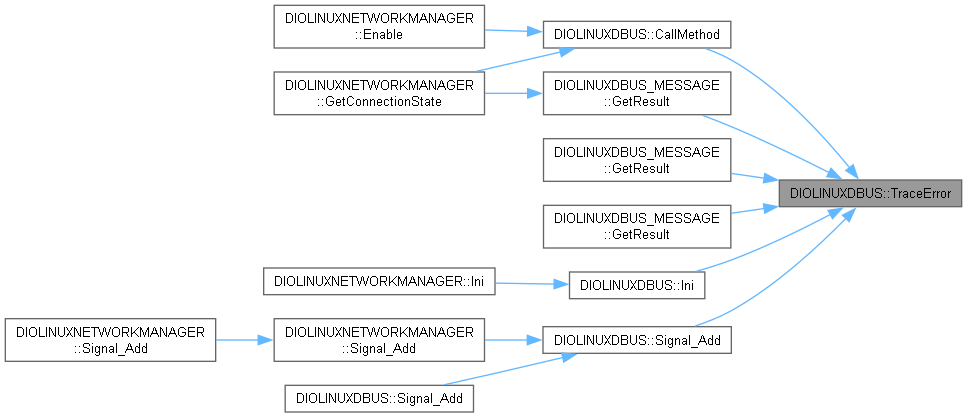 DIOLINUXNETWORKMANAGER
::Enable
DIOLINUXDBUS::CallMethod
DIOLINUXNETWORKMANAGER
::GetConnectionState
DIOLINUXDBUS_MESSAGE
::GetResult
DIOLINUXDBUS_MESSAGE
::GetResult
DIOLINUXDBUS::TraceError
DIOLINUXDBUS_MESSAGE
::GetResult
DIOLINUXNETWORKMANAGER::Ini
DIOLINUXDBUS::Ini
DIOLINUXNETWORKMANAGER
::Signal_Add
DIOLINUXNETWORKMANAGER
::Signal_Add
DIOLINUXDBUS::Signal_Add
DIOLINUXDBUS::Signal_Add